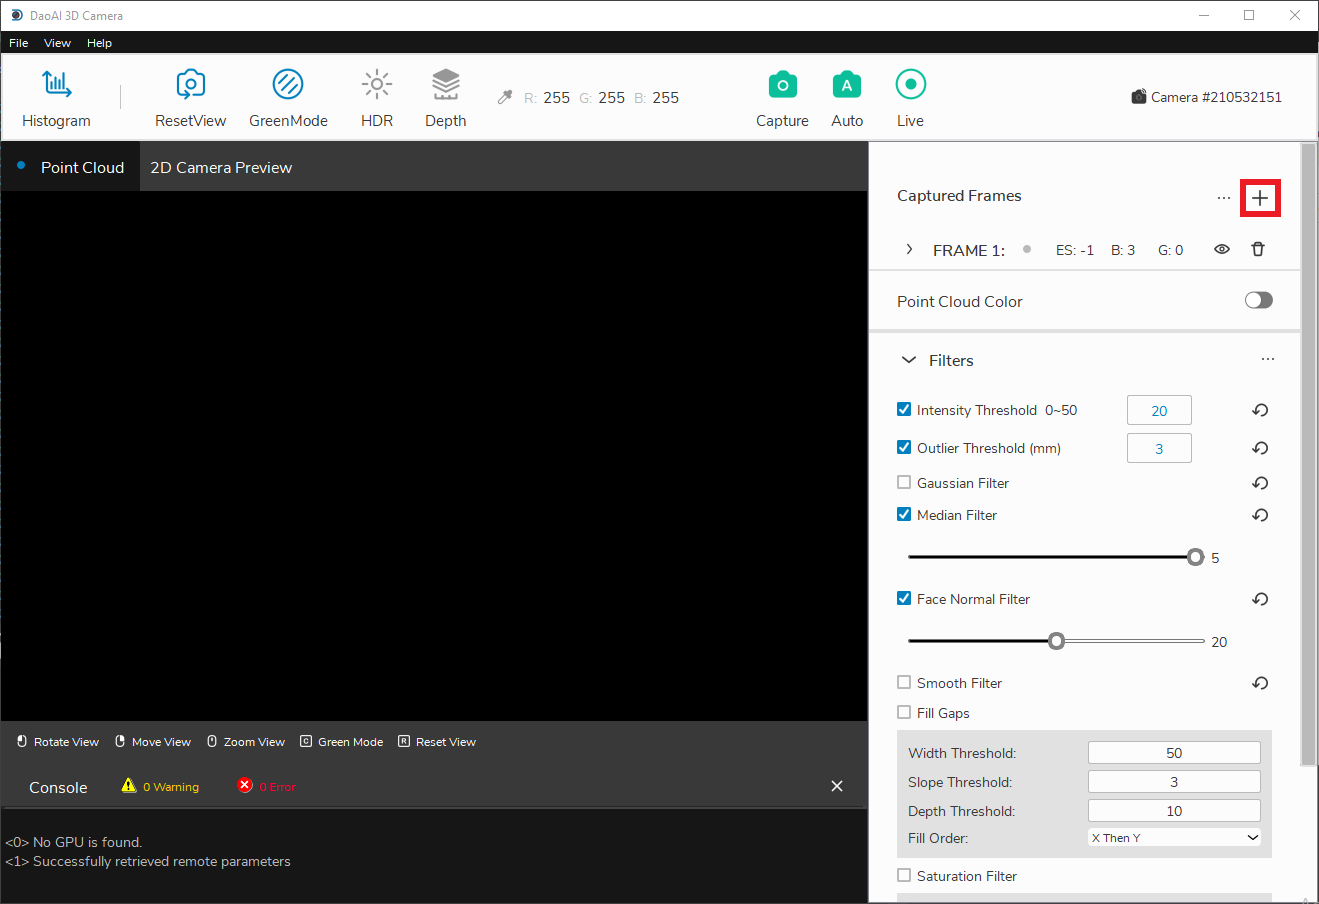 DaoAI 3D Camera
File View Help
Histogram ResetView GreenMode HDR Depth R: 255 G: 255 B: 255 Capture Auto Live Camera #210532151
Point Cloud 2D Camera Preview
Captured Frames ...
FRAME 1: ES: -1 B: 3 G: 0
Point Cloud Color
Filters ...
Intensity Threshold 0~50 20
Outlier Threshold (mm) 3
Gaussian Filter
Median Filter
5
Face Normal Filter
20
Smooth Filter
Fill Gaps
Width Threshold: 50
Slope Threshold: 3
Depth Threshold: 10
Fill Order: X Then Y
Saturation Filter
Rotate View Move View Zoom View C Green Mode R Reset View
Console 0 Warning 0 Error
<0> No GPU is found.
<1> Successfully retrieved remote parameters